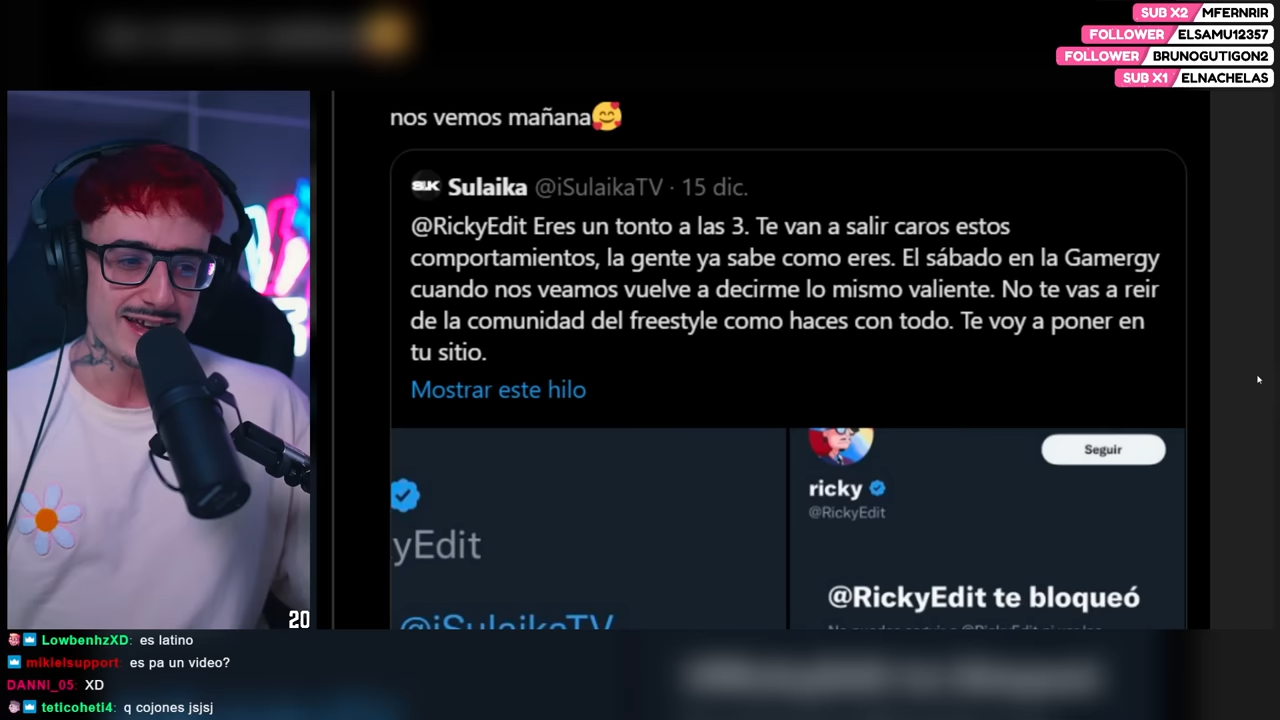 SUB X2 MFERNRIR
FOLLOWER ELSAMU12357
FOLLOWER BRUNOGUTIGON2
SUB X1 ELNACHELAS
nos vemos mañana🥰
SLK Sulaika @iSulaikaTV · 15 dic.
@RickyEdit Eres un tonto a las 3. Te van a salir caros estos
comportamientos, la gente ya sabe como eres. El sábado en la Gamergy
cuando nos veamos vuelve a decirme lo mismo valiente. No te vas a reir
de la comunidad del freestyle como haces con todo. Te voy a poner en
tu sitio.
Mostrar este hilo
yEdit
@iSulaikaTV
Seguir
ricky
@RickyEdit
@RickyEdit te bloqueó
20
LowbenhzXD: es latino
mikielsupport: es pa un video?
DANNI_05: XD
teticoheti4: q cojones jsjsj